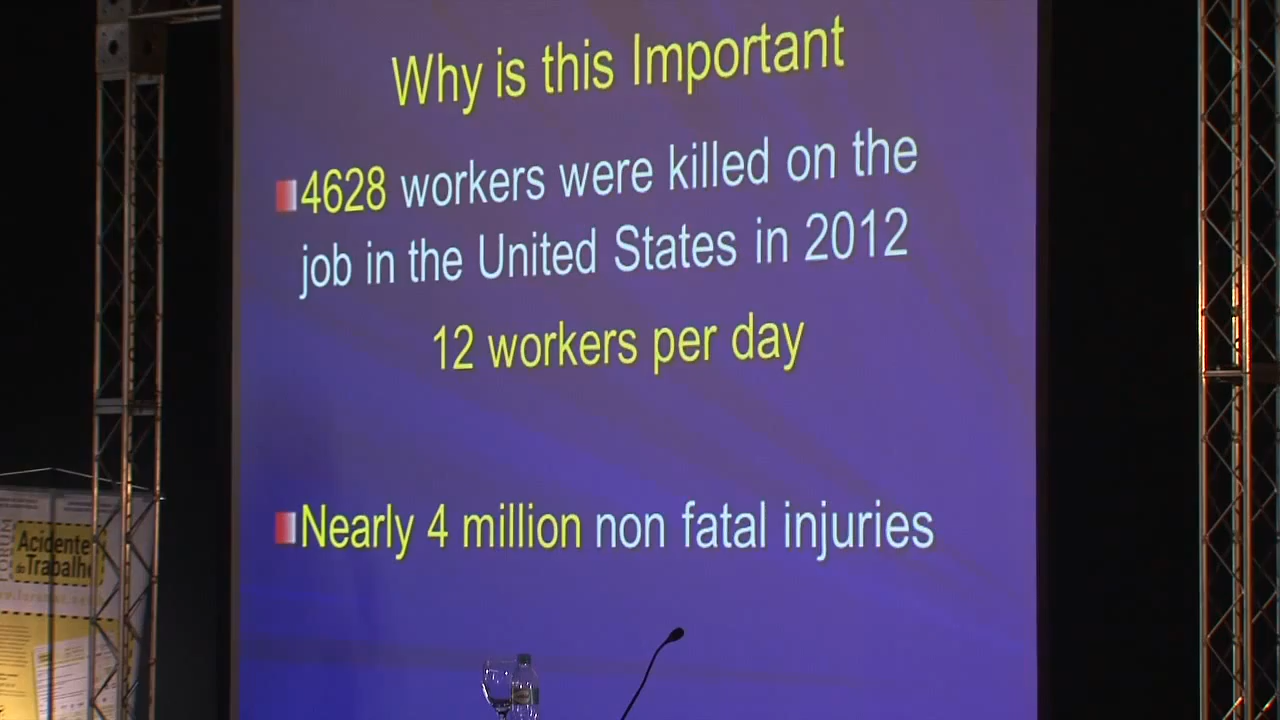 Why is this Important
4628 workers were killed on the
job in the United States in 2012
12 workers per day
Nearly 4 million non fatal injuries
Acidente
do Trabalho